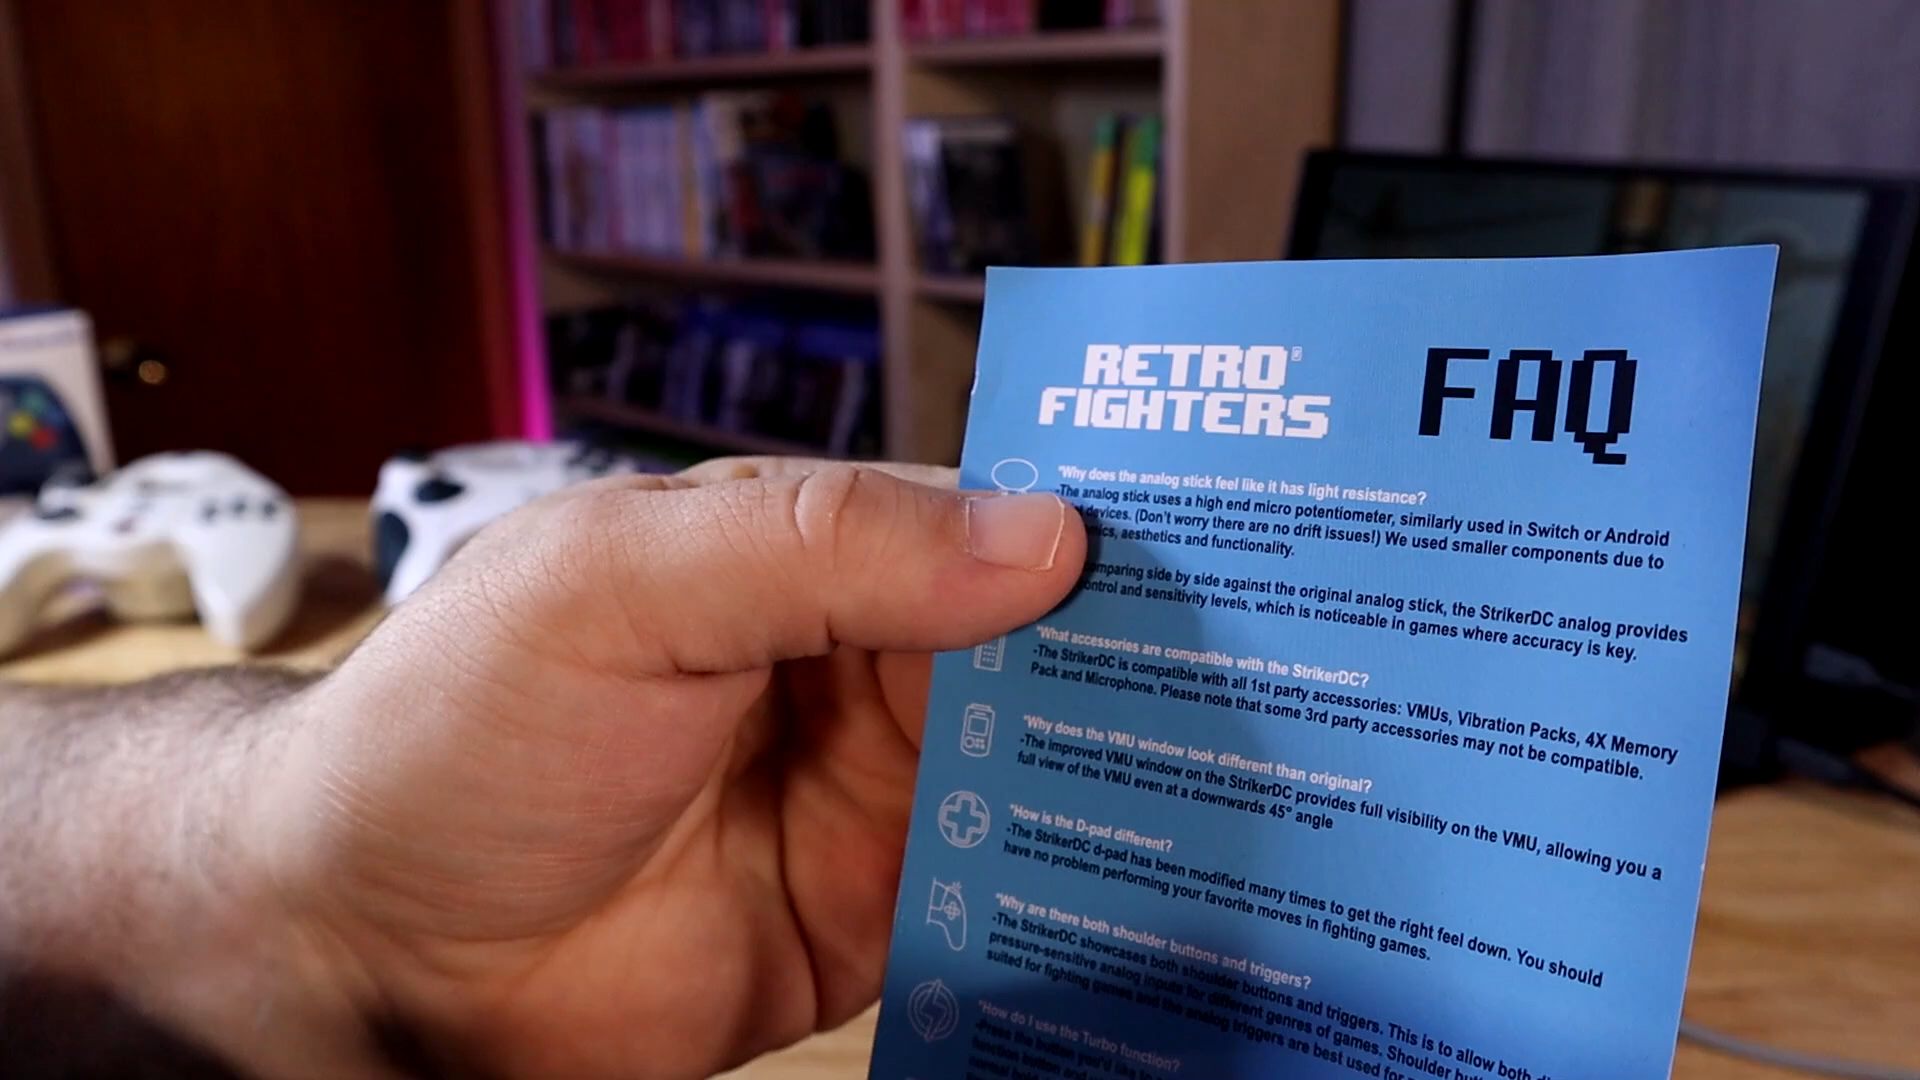 RETRO®
FIGHTERS
FAQ
*Why does the analog stick feel like it has light resistance?
-The analog stick uses a high end micro potentiometer, similarly used in Switch or Android
devices. (Don't worry there are no drift issues!) We used smaller components due to
aesthetics and functionality.
comparing side by side against the original analog stick, the StrikerDC analog provides
control and sensitivity levels, which is noticeable in games where accuracy is key.
*What accessories are compatible with the StrikerDC?
-The StrikerDC is compatible with all 1st party accessories: VMUs, Vibration Packs, 4X Memory
Pack and Microphone. Please note that some 3rd party accessories may not be compatible.
*Why does the VMU window look different than original?
-The improved VMU window on the StrikerDC provides full visibility on the VMU, allowing you a
full view of the VMU even at a downwards 45° angle
*How is the D-pad different?
-The StrikerDC d-pad has been modified many times to get the right feel down. You should
have no problem performing your favorite moves in fighting games.
*Why are there both shoulder buttons and triggers?
-The StrikerDC showcases both shoulder buttons and triggers. This is to allow both
pressure-sensitive analog inputs for different genres of games. Shoulder
suited for fighting games and the analog triggers are best used for
*How do I use the Turbo function?
-Press the button you'd like to
function button and